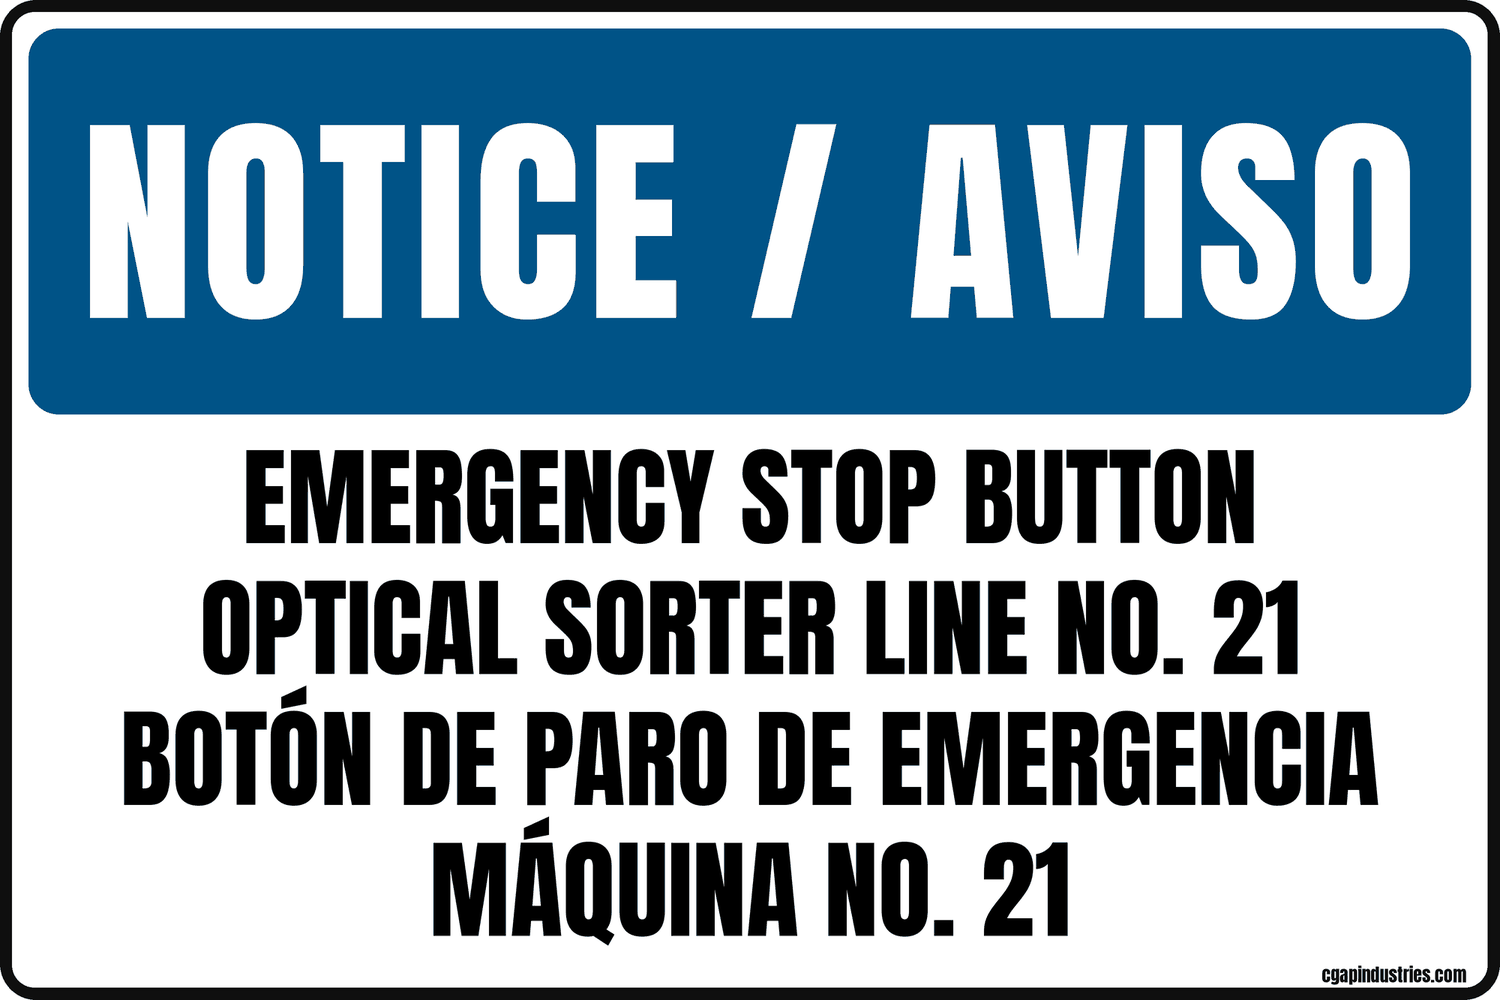 NOTICE / AVISO
EMERGENCY STOP BUTTON
OPTICAL SORTER LINE NO. 21
BOTÓN DE PARO DE EMERGENCIA
MÁQUINA NO. 21
cgapindustries.com